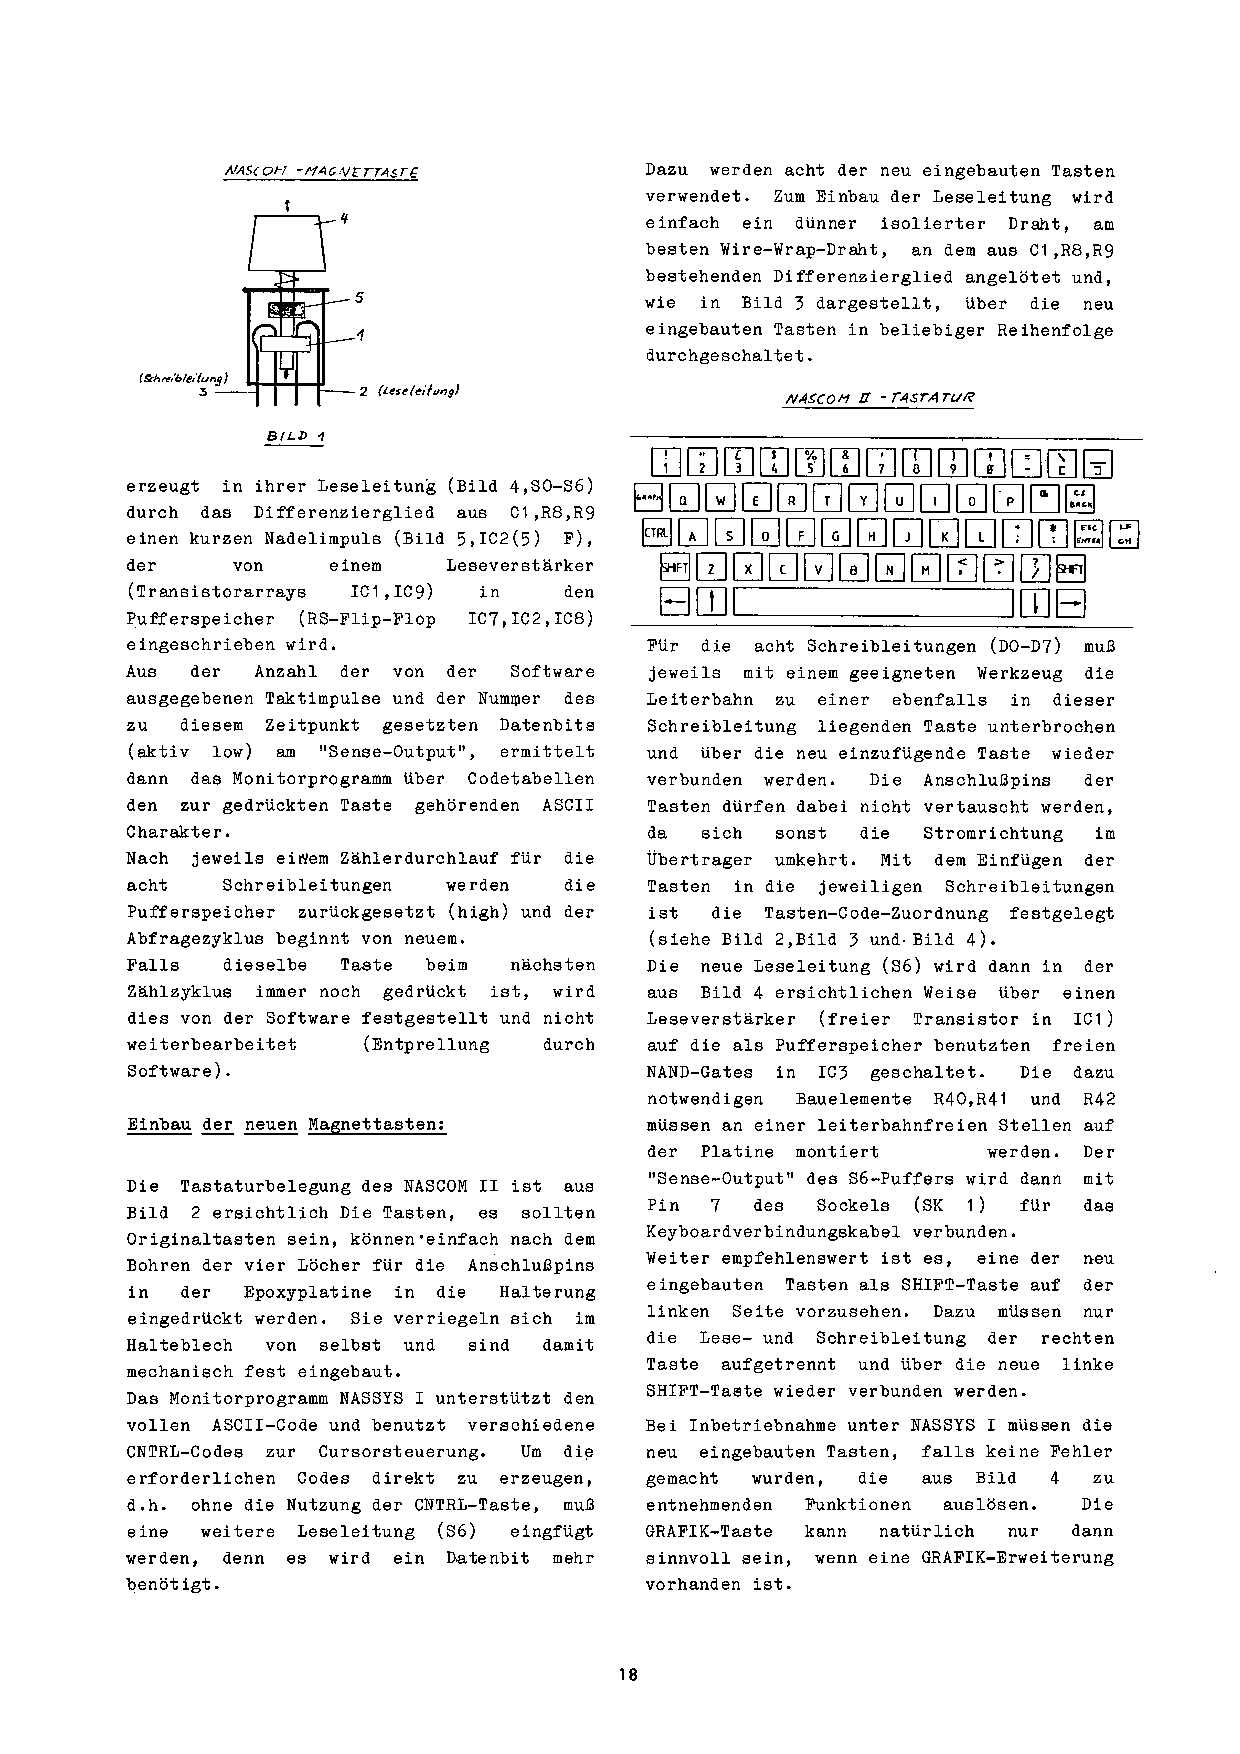 NASCOM -MAGNETTASTE
4
5
1
(Schreibleitung)
3
2 (Leseleitung)
BILD 1
erzeugt in ihrer Leseleitung (Bild 4,S0-S6)
durch das Differenzierglied aus C1,R8,R9
einen kurzen Nadelimpuls (Bild 5,IC2(5) F),
der von einem Leseverstärker
(Transistorarrays IC1,IC9) in den
Pufferspeicher (RS-Flip-Flop IC7,IC2,IC8)
eingeschrieben wird.
Aus der Anzahl der von der Software
ausgegebenen Taktimpulse und der Nummer des
zu diesem Zeitpunkt gesetzten Datenbits
(aktiv low) am "Sense-Output", ermittelt
dann das Monitorprogramm über Codetabellen
den zur gedrückten Taste gehörenden ASCII
Charakter.
Nach jeweils einem Zählerdurchlauf für die
acht Schreibleitungen werden die
Pufferspeicher zurückgesetzt (high) und der
Abfragezyklus beginnt von neuem.
Falls dieselbe Taste beim nächsten
Zählzyklus immer noch gedrückt ist, wird
dies von der Software festgestellt und nicht
weiterbearbeitet (Entprellung durch
Software).
Einbau der neuen Magnettasten:
Die Tastaturbelegung des NASCOM II ist aus
Bild 2 ersichtlich Die Tasten, es sollten
Originaltasten sein, können einfach nach dem
Bohren der vier Löcher für die Anschlußpins
in der Epoxyplatine in die Halterung
eingedrückt werden. Sie verriegeln sich im
Halteblech von selbst und sind damit
mechanisch fest eingebaut.
Das Monitorprogramm NASSYS I unterstützt den
vollen ASCII-Code und benutzt verschiedene
CNTRL-Codes zur Cursorsteuerung. Um die
erforderlichen Codes direkt zu erzeugen,
d.h. ohne die Nutzung der CNTRL-Taste, muß
eine weitere Leseleitung (S6) eingfügt
werden, denn es wird ein Datenbit mehr
benötigt.
Dazu werden acht der neu eingebauten Tasten
verwendet. Zum Einbau der Leseleitung wird
einfach ein dünner isolierter Draht, am
besten Wire-Wrap-Draht, an dem aus C1,R8,R9
bestehenden Differenzierglied angelötet und,
wie in Bild 3 dargestellt, über die neu
eingebauten Tasten in beliebiger Reihenfolge
durchgeschaltet.
NASCOM II - TASTATUR
! " £ $ % & ' ( )
1 2 3 4 5 6 7 8 9 0 - [ ]
GRAPH Q W E R T Y U I O P @ CS BACK
CTRL A S D F G H J K L ; : ESC ENTER LF CH
SHFT Z X C V B N M < , > . ? / SHFT
← ↑ ↓ →
Für die acht Schreibleitungen (D0-D7) muß
jeweils mit einem geeigneten Werkzeug die
Leiterbahn zu einer ebenfalls in dieser
Schreibleitung liegenden Taste unterbrochen
und über die neu einzufügende Taste wieder
verbunden werden. Die Anschlußpins der
Tasten dürfen dabei nicht vertauscht werden,
da sich sonst die Stromrichtung im
Übertrager umkehrt. Mit dem Einfügen der
Tasten in die jeweiligen Schreibleitungen
ist die Tasten-Code-Zuordnung festgelegt
(siehe Bild 2,Bild 3 und Bild 4).
Die neue Leseleitung (S6) wird dann in der
aus Bild 4 ersichtlichen Weise über einen
Leseverstärker (freier Transistor in IC1)
auf die als Pufferspeicher benutzten freien
NAND-Gates in IC3 geschaltet. Die dazu
notwendigen Bauelemente R40,R41 und R42
müssen an einer leiterbahnfreien Stellen auf
der Platine montiert werden. Der
"Sense-Output" des S6-Puffers wird dann mit
Pin 7 des Sockels (SK 1) für das
Keyboardverbindungskabel verbunden.
Weiter empfehlenswert ist es, eine der neu
eingebauten Tasten als SHIFT-Taste auf der
linken Seite vorzusehen. Dazu müssen nur
die Lese- und Schreibleitung der rechten
Taste aufgetrennt und über die neue linke
SHIFT-Taste wieder verbunden werden.
Bei Inbetriebnahme unter NASSYS I müssen die
neu eingebauten Tasten, falls keine Fehler
gemacht wurden, die aus Bild 4 zu
entnehmenden Funktionen auslösen. Die
GRAFIK-Taste kann natürlich nur dann
sinnvoll sein, wenn eine GRAFIK-Erweiterung
vorhanden ist.
18